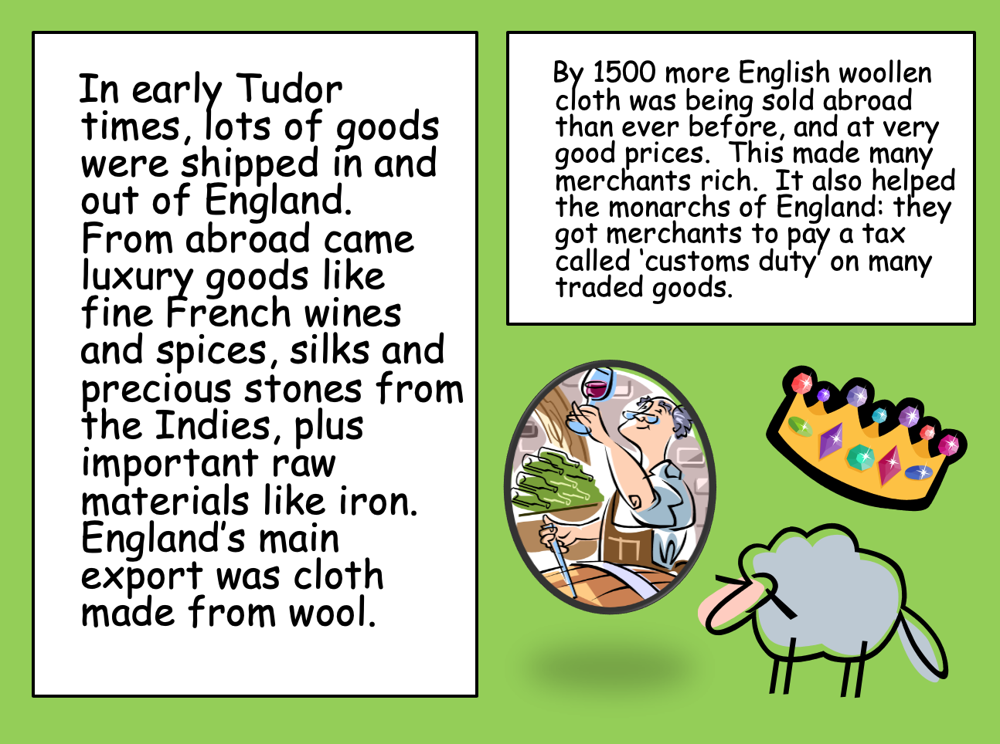 In early Tudor
times, lots of goods
were shipped in and
out of England.
From abroad came
luxury goods like
fine French wines
and spices, silks and
precious stones from
the Indies, plus
important raw
materials like iron.
England’s main
export was cloth
made from wool.
By 1500 more English woollen
cloth was being sold abroad
than ever before, and at very
good prices.  This made many
merchants rich.  It also helped
the monarchs of England: they
got merchants to pay a tax
called ‘customs duty’ on many
traded goods.